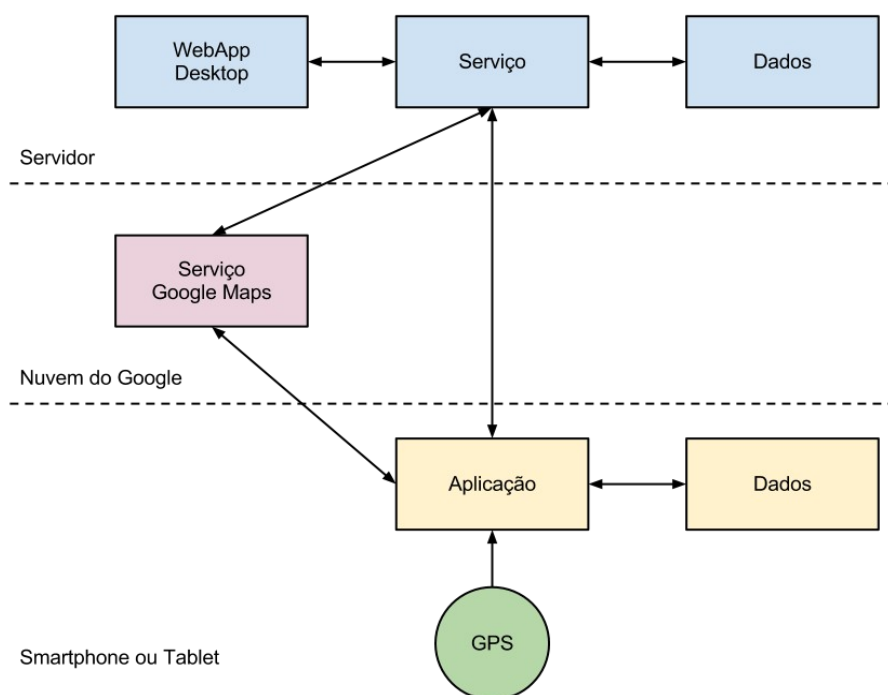 WebApp
Desktop
Serviço
Dados
Servidor
Serviço
Google Maps
Nuvem do Google
Aplicação
Dados
GPS
Smartphone ou Tablet